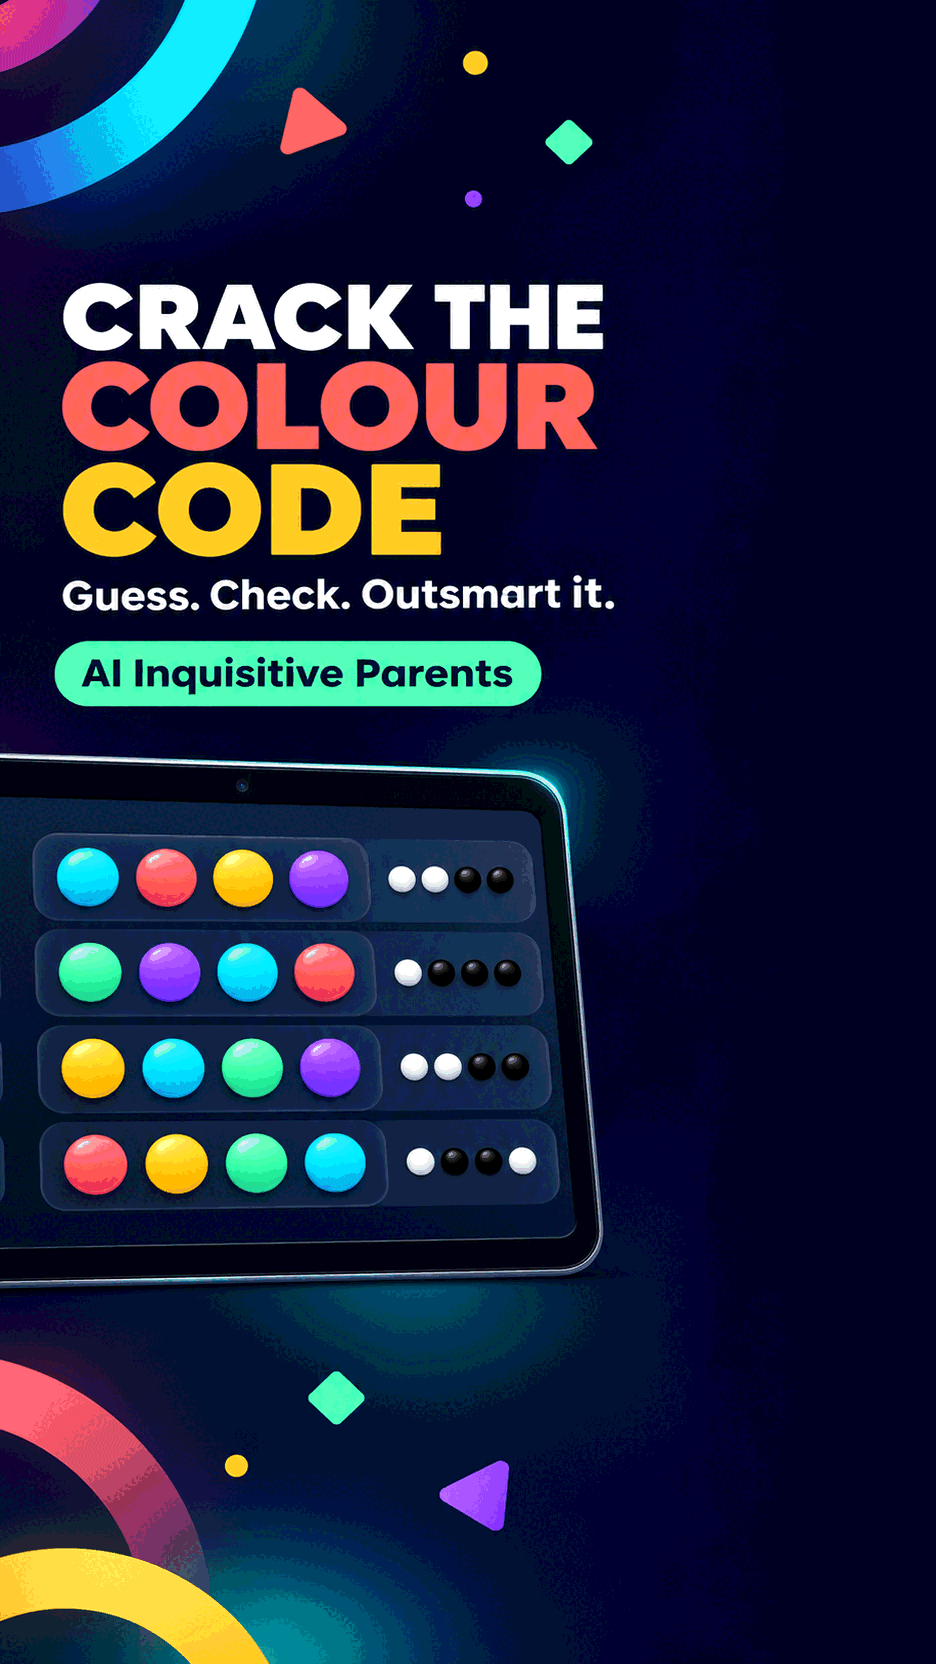 CRACK THE
COLOUR
CODE
Guess. Check. Outsmart it.
AI Inquisitive Parents